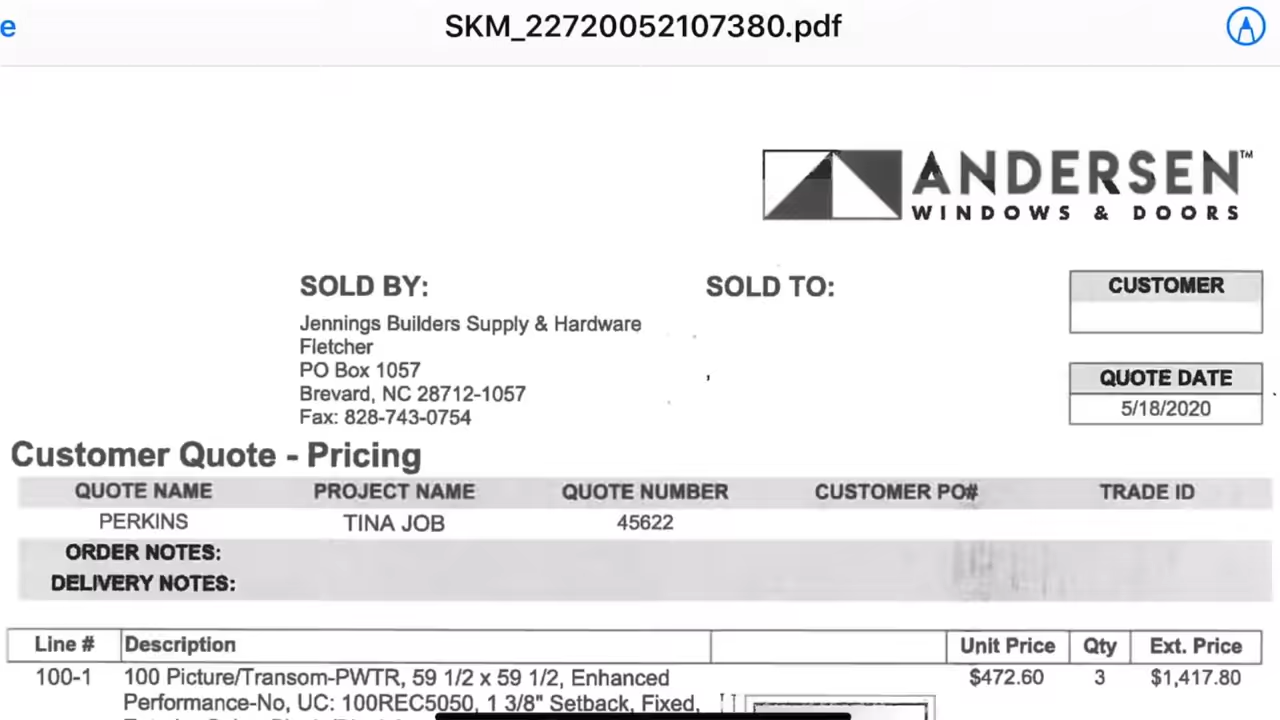 e
SKM_22720052107380.pdf
ANDERSEN™
WINDOWS & DOORS
SOLD BY:
SOLD TO:
CUSTOMER
Jennings Builders Supply & Hardware
Fletcher
PO Box 1057
Brevard, NC 28712-1057
Fax: 828-743-0754
,
QUOTE DATE
5/18/2020
Customer Quote - Pricing
QUOTE NAME PROJECT NAME QUOTE NUMBER CUSTOMER PO# TRADE ID
PERKINS TINA JOB 45622
ORDER NOTES:
DELIVERY NOTES:
Line # Description Unit Price Qty Ext. Price
100-1 100 Picture/Transom-PWTR, 59 1/2 x 59 1/2, Enhanced $472.60 3 $1,417.80
Performance-No, UC: 100REC5050, 1 3/8" Setback, Fixed,